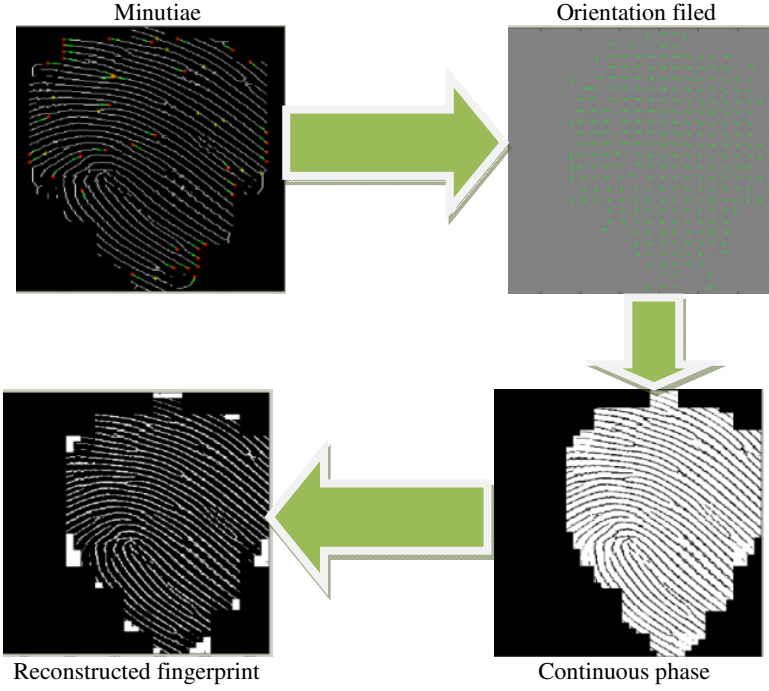 Minutiae
Orientation filed
Reconstructed fingerprint
Continuous phase